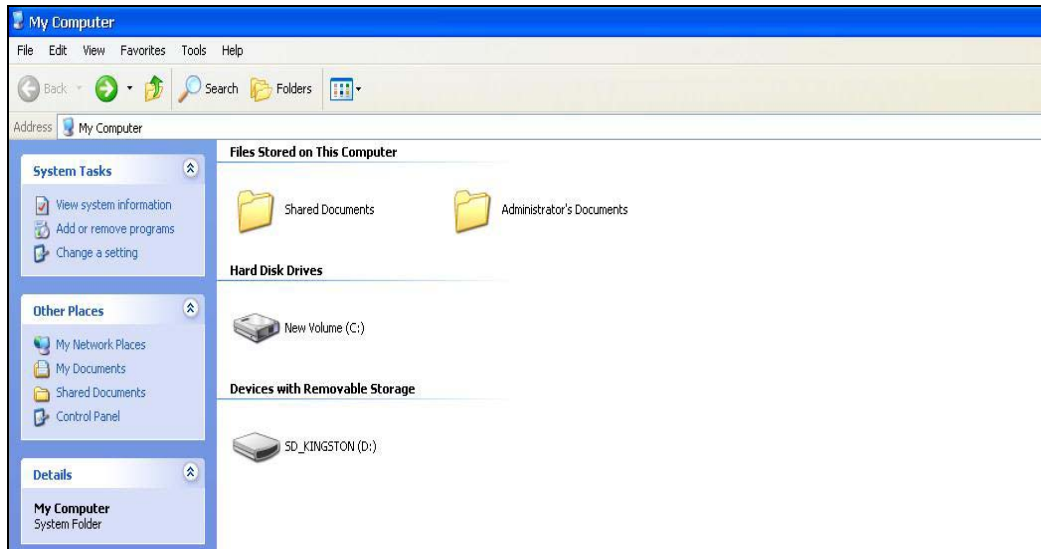 My Computer
File Edit View Favorites Tools Help
Back Search Folders
Address My Computer
System Tasks
View system information
Add or remove programs
Change a setting
Other Places
My Network Places
My Documents
Shared Documents
Control Panel
Details
My Computer
System Folder
Files Stored on This Computer
Shared Documents Administrator's Documents
Hard Disk Drives
New Volume (C:)
Devices with Removable Storage
SD_KINGSTON (D:)